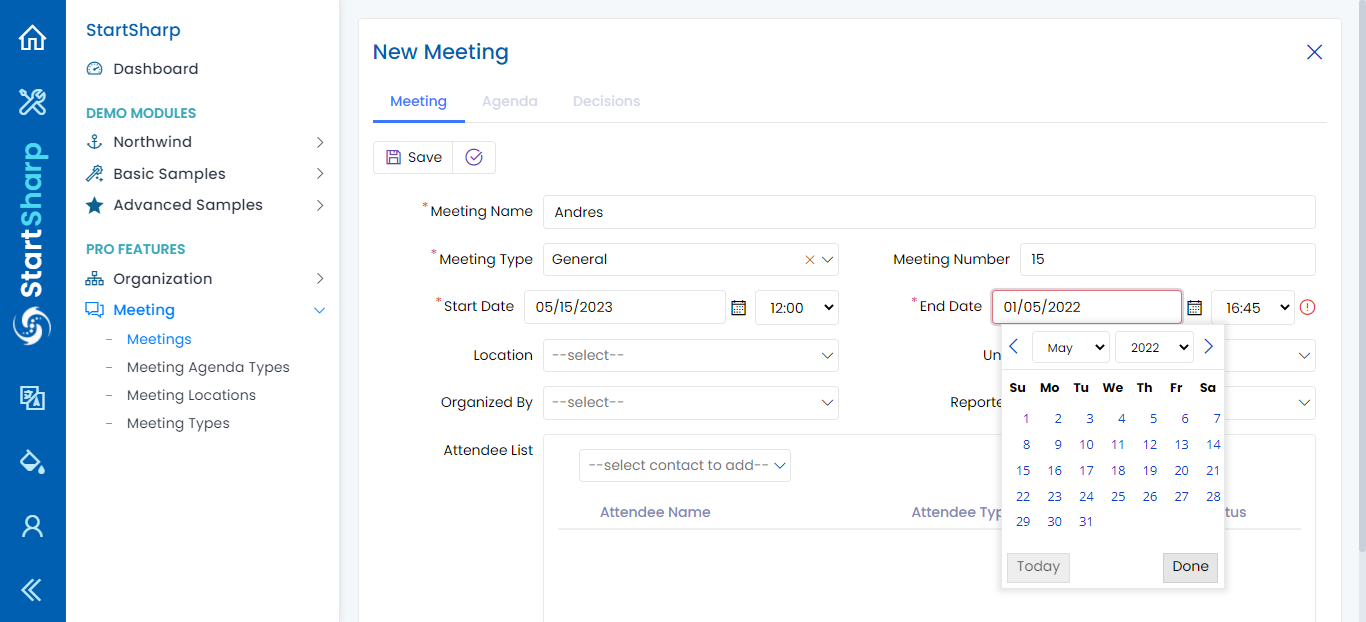 StartSharp
StartSharp
Dashboard
DEMO MODULES
Northwind
Basic Samples
Advanced Samples
PRO FEATURES
Organization
Meeting
Meetings
Meeting Agenda Types
Meeting Locations
Meeting Types
New Meeting
Meeting Agenda Decisions
Save
*Meeting Name Andres
*Meeting Type General Meeting Number 15
*Start Date 05/15/2023 12:00 *End Date 01/05/2022 16:45
Location --select--
Organized By --select--
Attendee List
--select contact to add--
Attendee Name
May 2022
Su Mo Tu We Th Fr Sa
1 2 3 4 5 6 7
8 9 10 11 12 13 14
15 16 17 18 19 20 21
22 23 24 25 26 27 28
29 30 31
Today Done